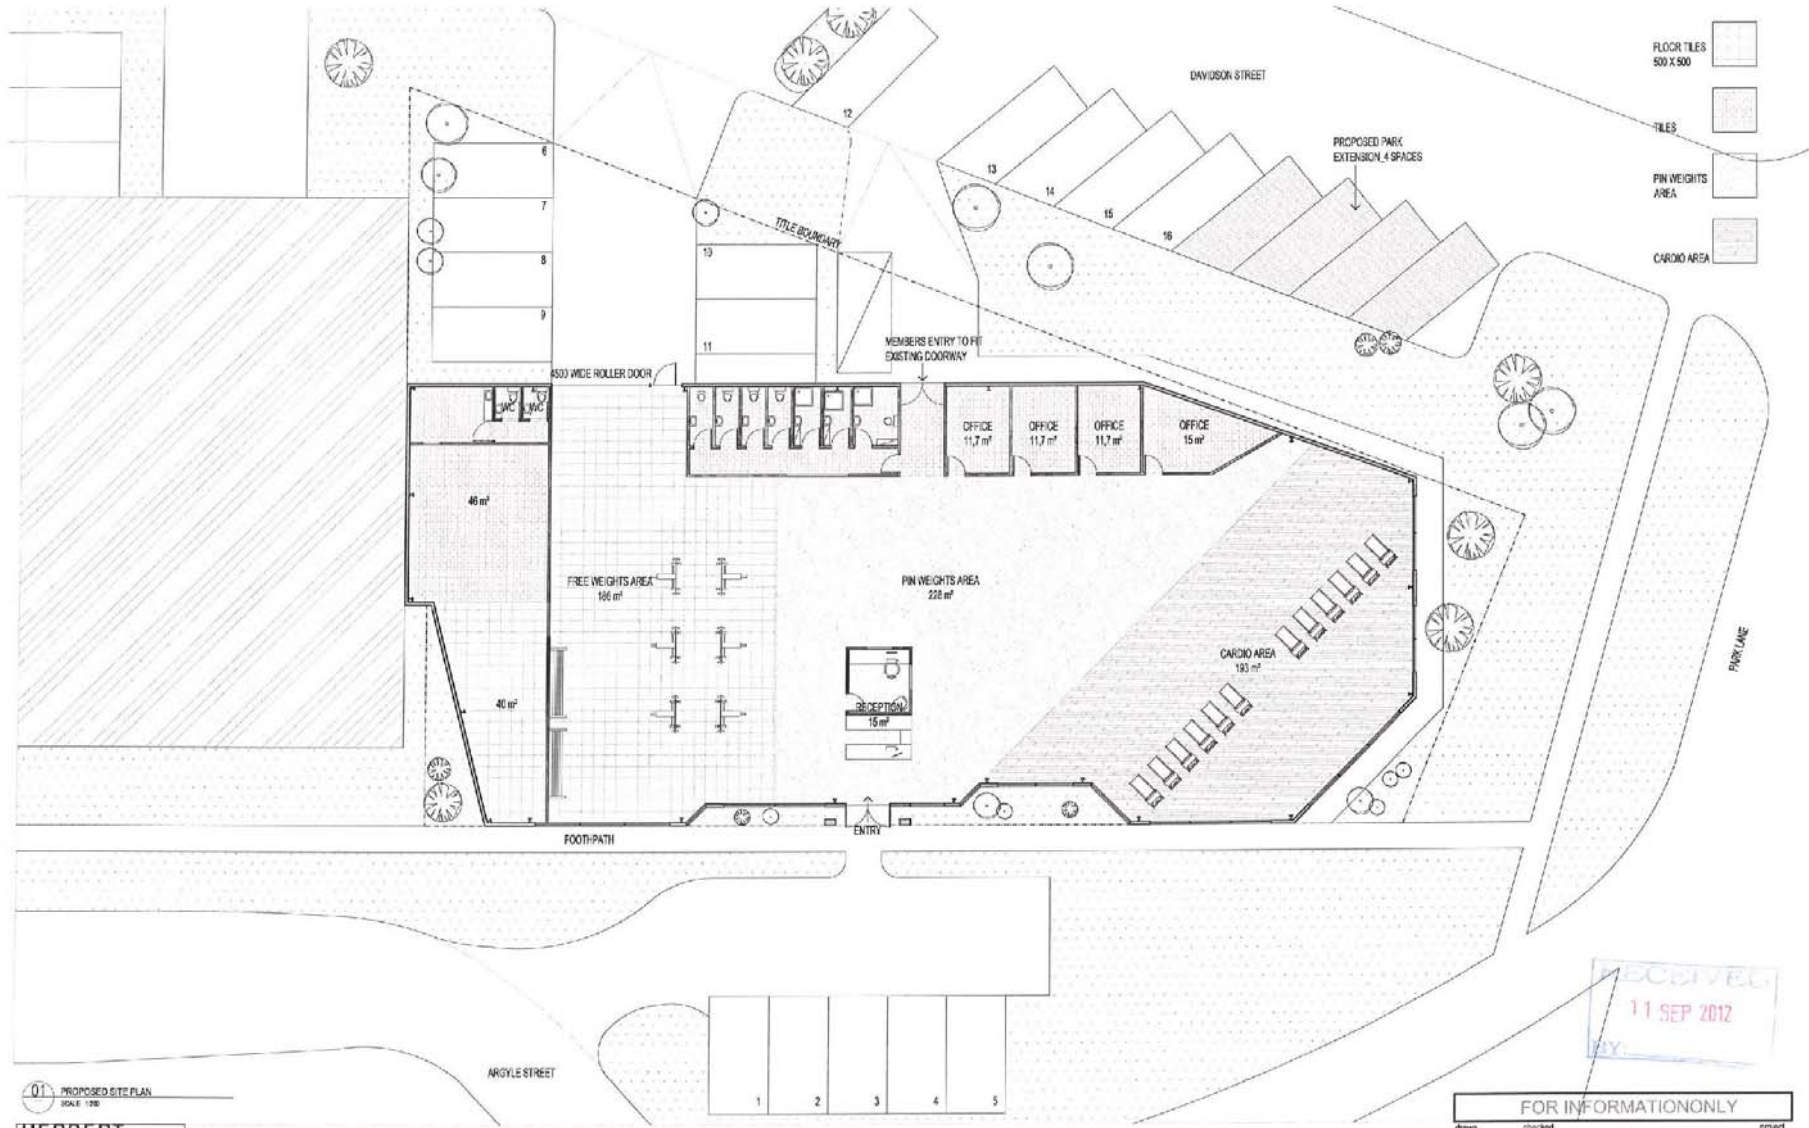 DAVIDSON STREET
FLOOR TILES
500 X 500
TILES
PIN WEIGHTS
AREA
CARDIO AREA
PROPOSED PARK
EXTENSION_4 SPACES
12
13
14
15
16
6
7
8
9
10
11
TITLE BOUNDARY
4500 WIDE ROLLER DOOR
MEMBERS ENTRY TO FIT
EXISTING DOORWAY
WC
WC
OFFICE
11,7 m²
OFFICE
11,7 m²
OFFICE
11,7 m²
OFFICE
15 m²
46 m²
FREE WEIGHTS AREA
186 m²
PIN WEIGHTS AREA
228 m²
CARDIO AREA
193 m²
40 m²
RECEPTION
15 m²
PARK LANE
ENTRY
FOOTHPATH
ARGYLE STREET
1
2
3
4
5
RECEIVED
11 SEP 2012
BY:
01
PROPOSED SITE PLAN
FOR INFORMATIONONLY
drawn
checked
project